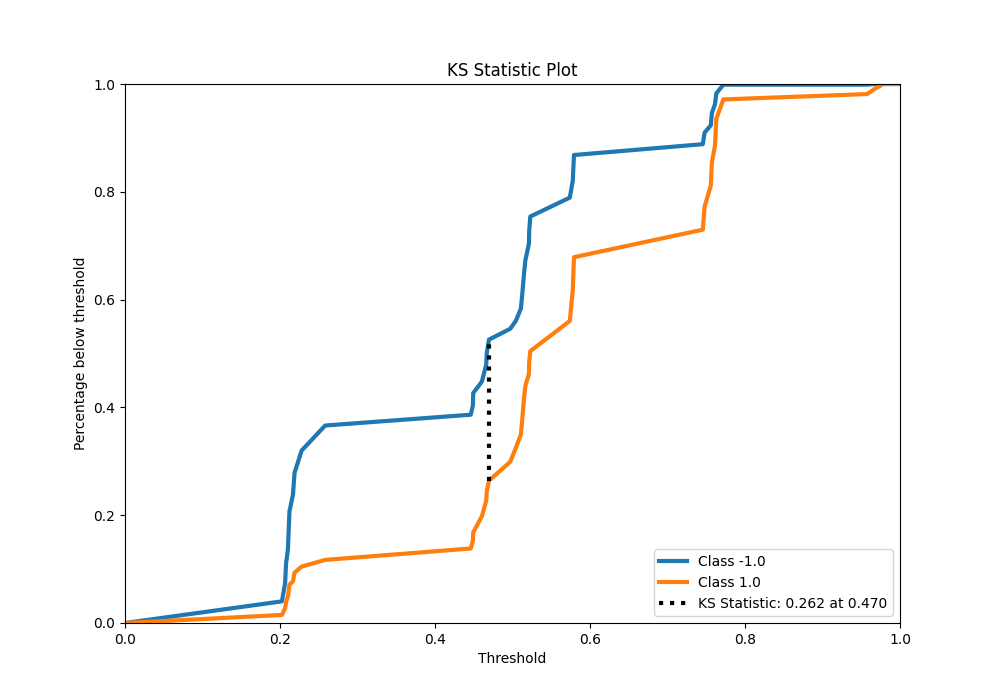 KS Statistic Plot
1.0
0.8
0.6
0.4
0.2
0.0
Percentage below threshold
0.0 0.2 0.4 0.6 0.8 1.0
Threshold
Class -1.0
Class 1.0
KS Statistic: 0.262 at 0.470